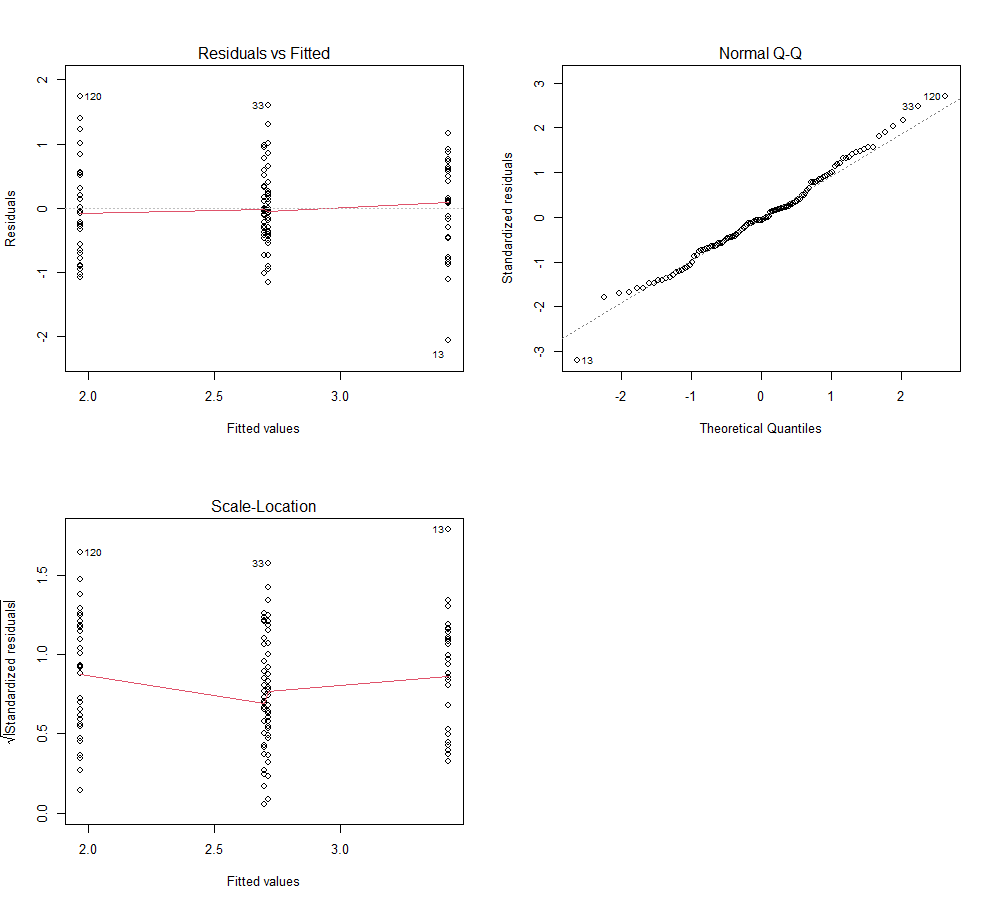 Residuals vs Fitted
2
1
0
-1
-2
Residuals
120
33
13
2.0 2.5 3.0
Fitted values
Normal Q-Q
3
2
1
0
-1
-2
-3
Standardized residuals
120
33
13
-2 -1 0 1 2
Theoretical Quantiles
Scale-Location
1.5
1.0
0.5
0.0
√|Standardized residuals|
13
120
33
2.0 2.5 3.0
Fitted values